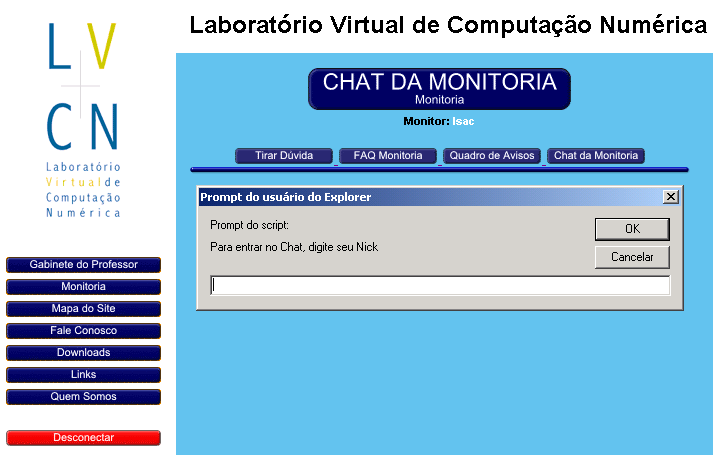 Laboratório Virtual de Computação Numérica
LV
CN
Laboratório
Virtual de
Computação
Numérica
CHAT DA MONITORIA
Monitoria
Monitor: Isac
Tirar Dúvida
FAQ Monitoria
Quadro de Avisos
Chat da Monitoria
Prompt do usuário do Explorer
Prompt do script:
OK
Para entrar no Chat, digite seu Nick
Cancelar
Gabinete do Professor
Monitoria
Mapa do Site
Fale Conosco
Downloads
Links
Quem Somos
Desconectar